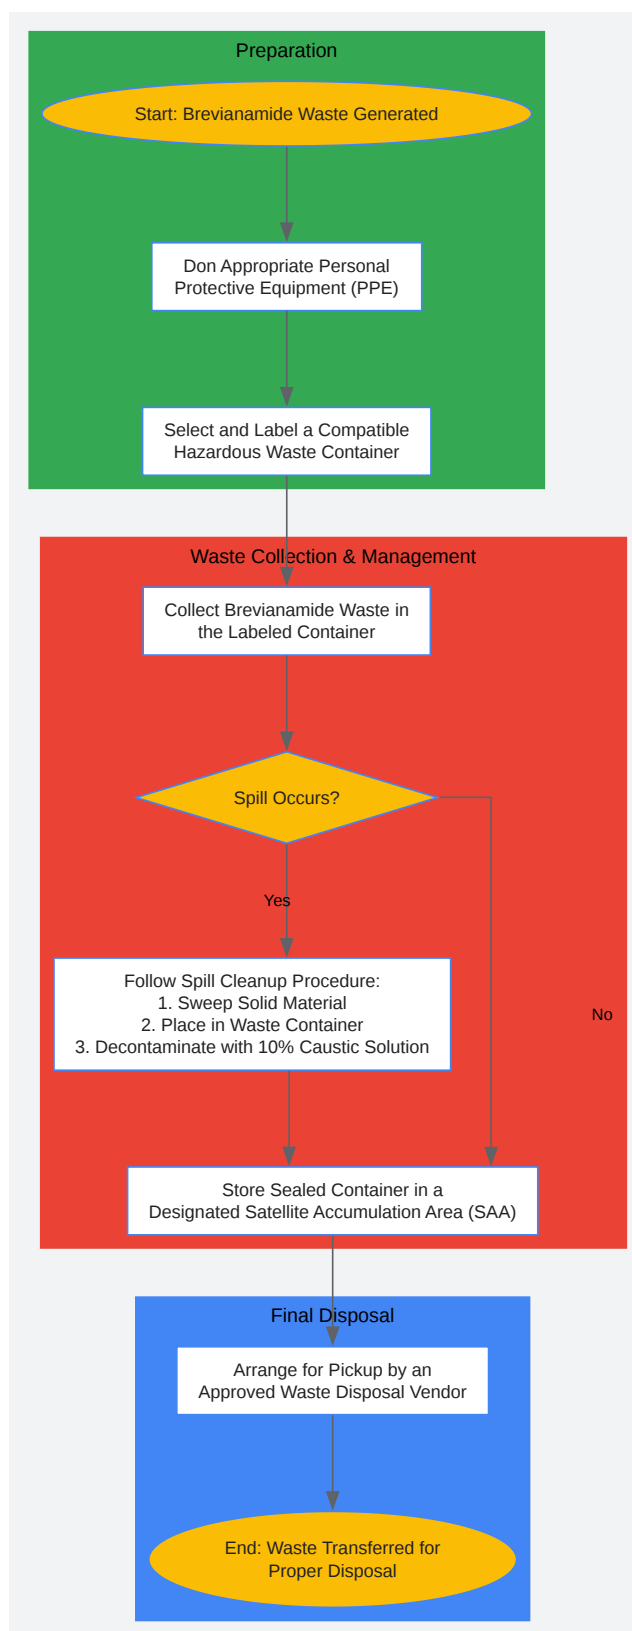 Preparation
Start: Brevianamide Waste Generated
Don Appropriate Personal
Protective Equipment (PPE)
Select and Label a Compatible
Hazardous Waste Container
Waste Collection & Management
Collect Brevianamide Waste in
the Labeled Container
Spill Occurs?
Yes
Follow Spill Cleanup Procedure:
1. Sweep Solid Material
2. Place in Waste Container
3. Decontaminate with 10% Caustic Solution
No
Store Sealed Container in a
Designated Satellite Accumulation Area (SAA)
Final Disposal
Arrange for Pickup by an
Approved Waste Disposal Vendor
End: Waste Transferred for
Proper Disposal